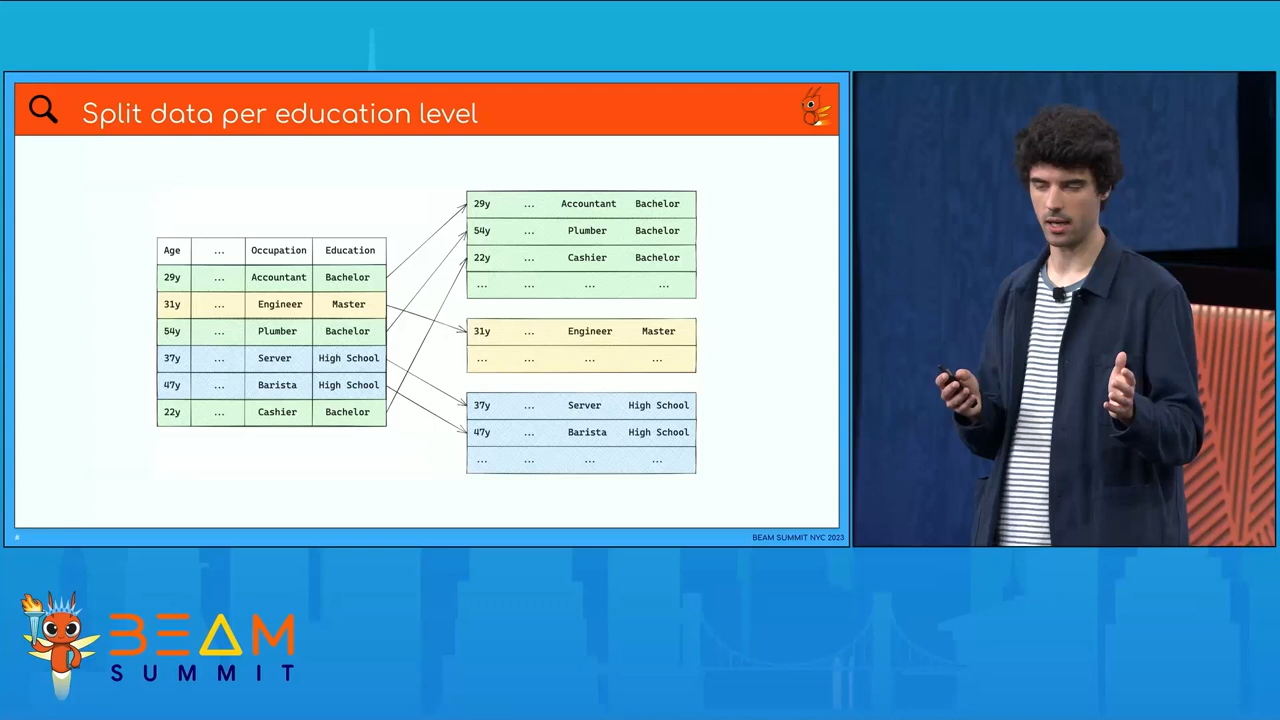 Split data per education level
Age ... Occupation Education
29y ... Accountant Bachelor
31y ... Engineer Master
54y ... Plumber Bachelor
37y ... Server High School
47y ... Barista High School
22y ... Cashier Bachelor
29y ... Accountant Bachelor
54y ... Plumber Bachelor
22y ... Cashier Bachelor
... ... ... ...
31y ... Engineer Master
... ... ... ...
37y ... Server High School
47y ... Barista High School
... ... ... ...
#
BEAM SUMMIT NYC 2023
BEAM
SUMMIT